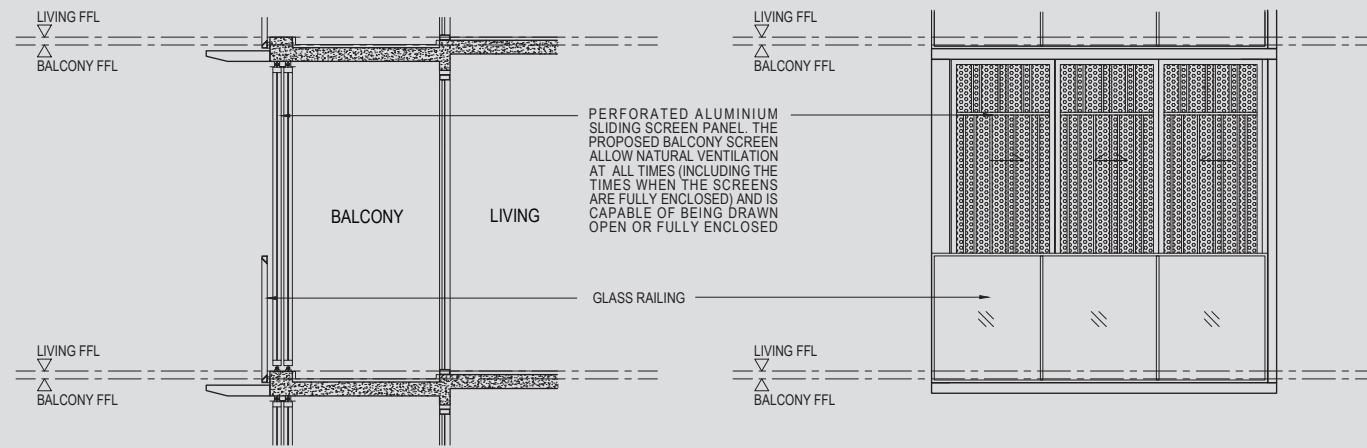 LIVING FFL
BALCONY FFL
LIVING FFL
BALCONY FFL
PERFORATED ALUMINIUM
SLIDING SCREEN PANEL. THE
PROPOSED BALCONY SCREEN
ALLOW NATURAL VENTILATION
AT ALL TIMES (INCLUDING THE
TIMES WHEN THE SCREENS
ARE FULLY ENCLOSED) AND IS
CAPABLE OF BEING DRAWN
OPEN OR FULLY ENCLOSED
BALCONY
LIVING
GLASS RAILING
LIVING FFL
BALCONY FFL
LIVING FFL
BALCONY FFL